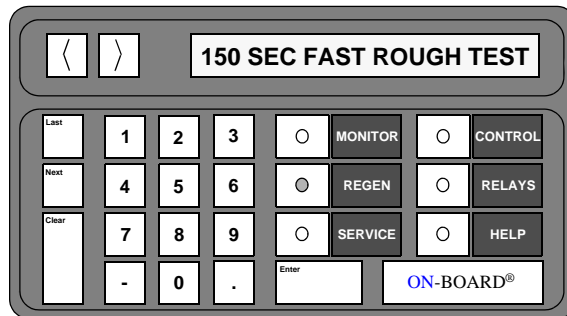 〈 〉 150 SEC FAST ROUGH TEST
Last 1 2 3 MONITOR CONTROL
Next 4 5 6 REGEN RELAYS
Clear 7 8 9 SERVICE HELP
- 0 . Enter ON-BOARD®